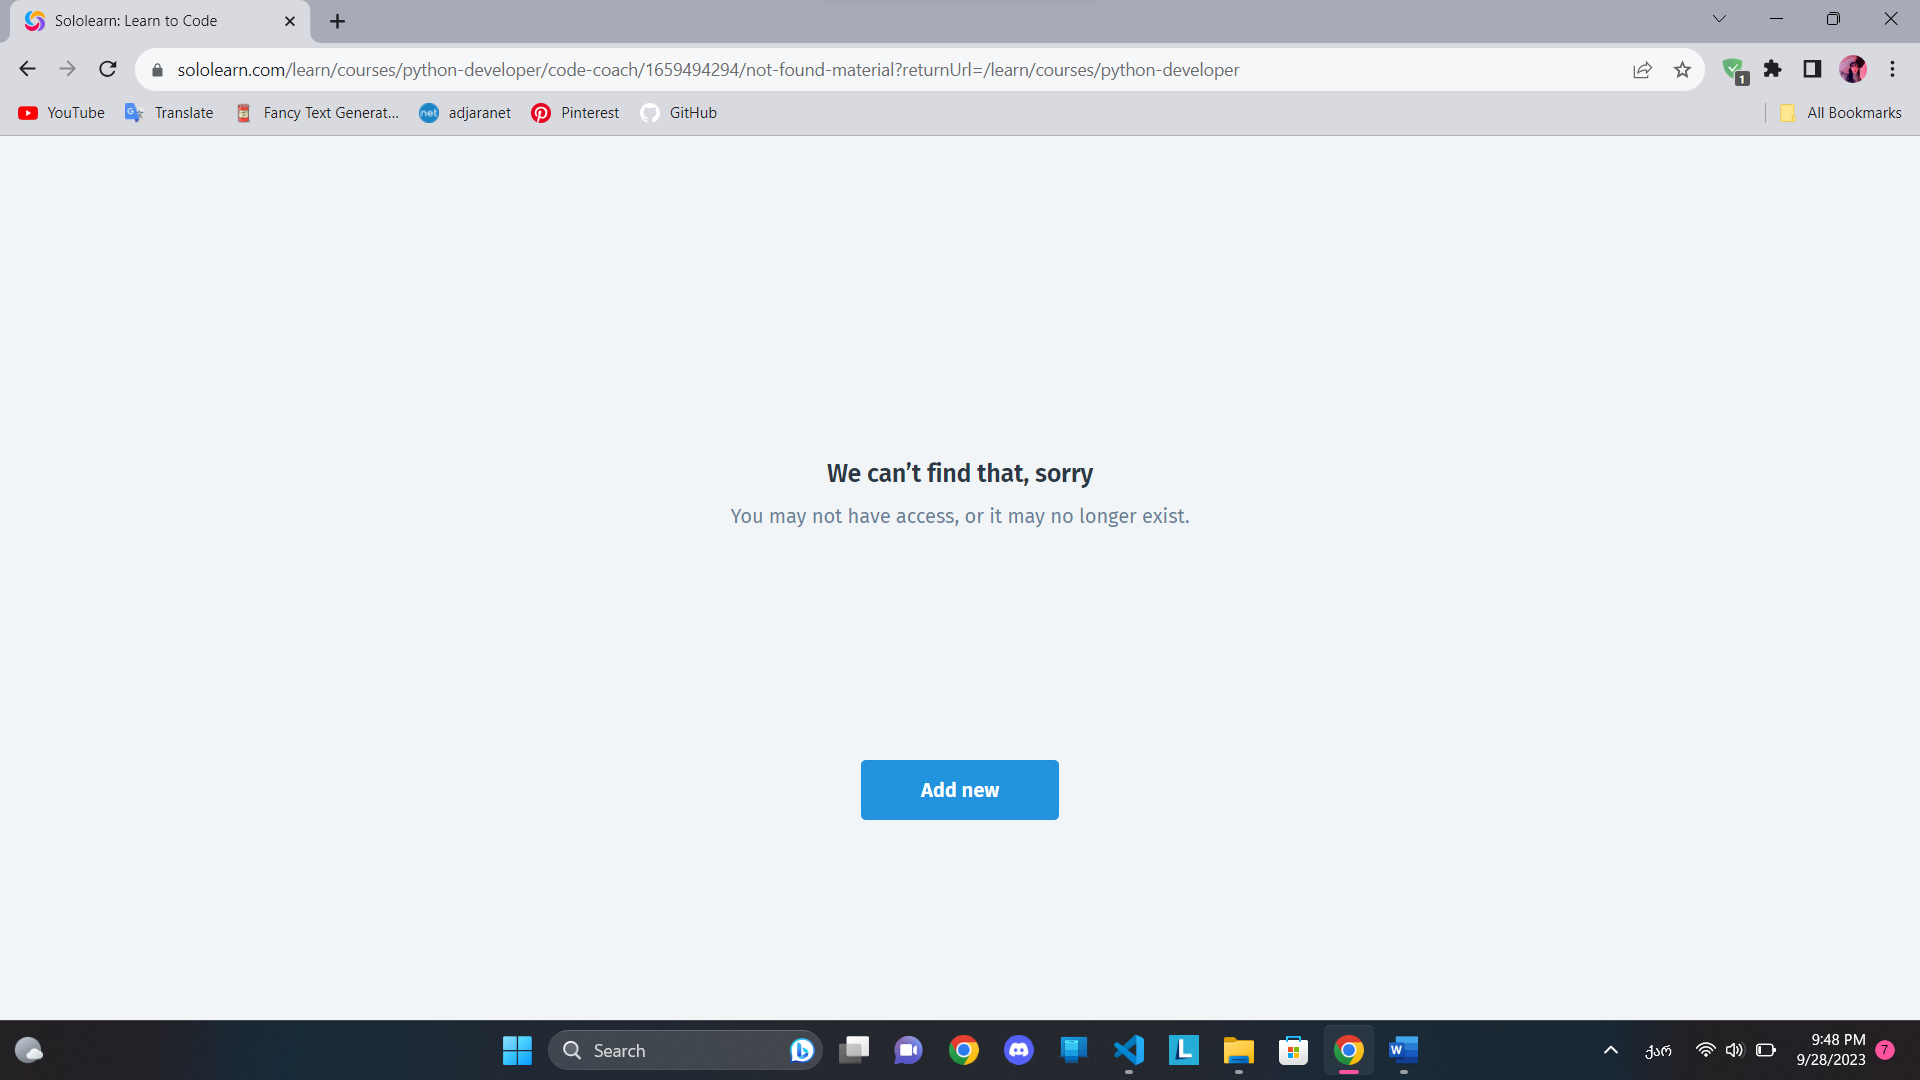 Sololearn: Learn to Code
sololearn.com/learn/courses/python-developer/code-coach/1659494294/not-found-material?returnUrl=/learn/courses/python-developer
1
YouTube
Translate
Fancy Text Generat...
net
adjaranet
Pinterest
GitHub
All Bookmarks
We can’t find that, sorry
You may not have access, or it may no longer exist.
Add new
Search
L
W
ქარ
9:48 PM
9/28/2023
7